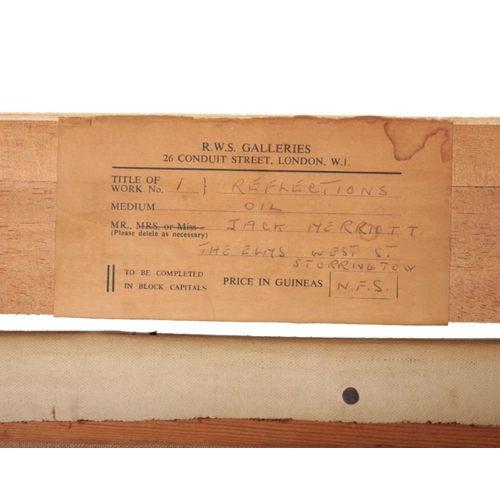 R.W.S. GALLERIES
26 CONDUIT STREET, LONDON, W.1.
TITLE OF
WORK No. 1 } REFLECTIONS
MEDIUM OIL
MR., MRS. or Miss JACK MERRIOTT
(Please delete as necessary)
THE ELMS WEST ST.
STORRINGTON
TO BE COMPLETED
IN BLOCK CAPITALS
PRICE IN GUINEAS N.F.S.